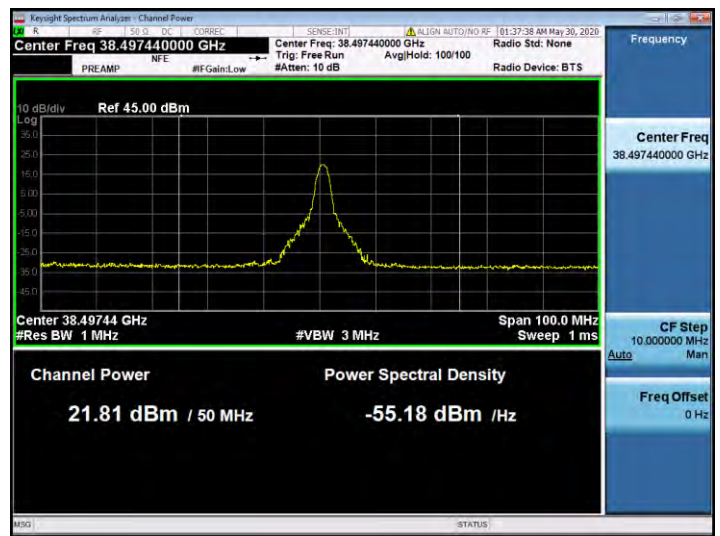 Keysight Spectrum Analyzer - Channel Power
R RF 50 Ω DC CORREC SENSE:INT ALIGN AUTO/NO RF 01:37:38 AM May 30, 2020
Center Freq 38.497440000 GHz
Center Freq: 38.497440000 GHz Radio Std: None
Trig: Free Run Avg|Hold: 100/100
NFE
PREAMP #IFGain:Low #Atten: 10 dB Radio Device: BTS
10 dB/div Ref 45.00 dBm
Log
35.0
25.0
15.0
5.00
-5.00
-15.0
-25.0
-35.0
-45.0
Center 38.49744 GHz Span 100.0 MHz
#Res BW 1 MHz #VBW 3 MHz Sweep 1 ms
Channel Power Power Spectral Density
21.81 dBm / 50 MHz -55.18 dBm /Hz
Frequency
Center Freq
38.497440000 GHz
CF Step
10.000000 MHz
Auto Man
Freq Offset
0 Hz
MSG STATUS